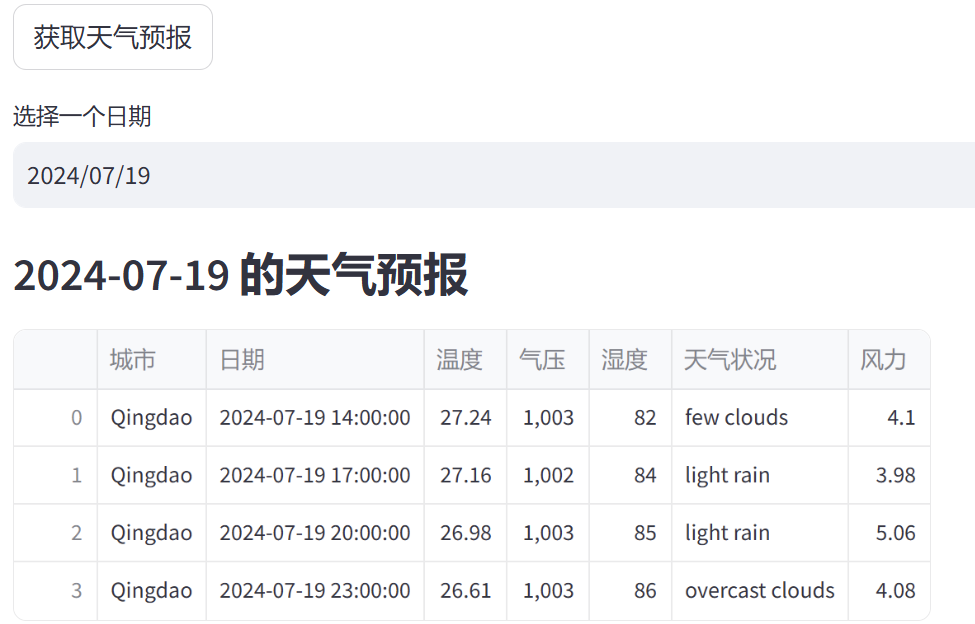 获取天气预报
选择一个日期
2024/07/19
2024-07-19 的天气预报
城市 日期 温度 气压 湿度 天气状况 风力
0 Qingdao 2024-07-19 14:00:00 27.24 1,003 82 few clouds 4.1
1 Qingdao 2024-07-19 17:00:00 27.16 1,002 84 light rain 3.98
2 Qingdao 2024-07-19 20:00:00 26.98 1,003 85 light rain 5.06
3 Qingdao 2024-07-19 23:00:00 26.61 1,003 86 overcast clouds 4.08